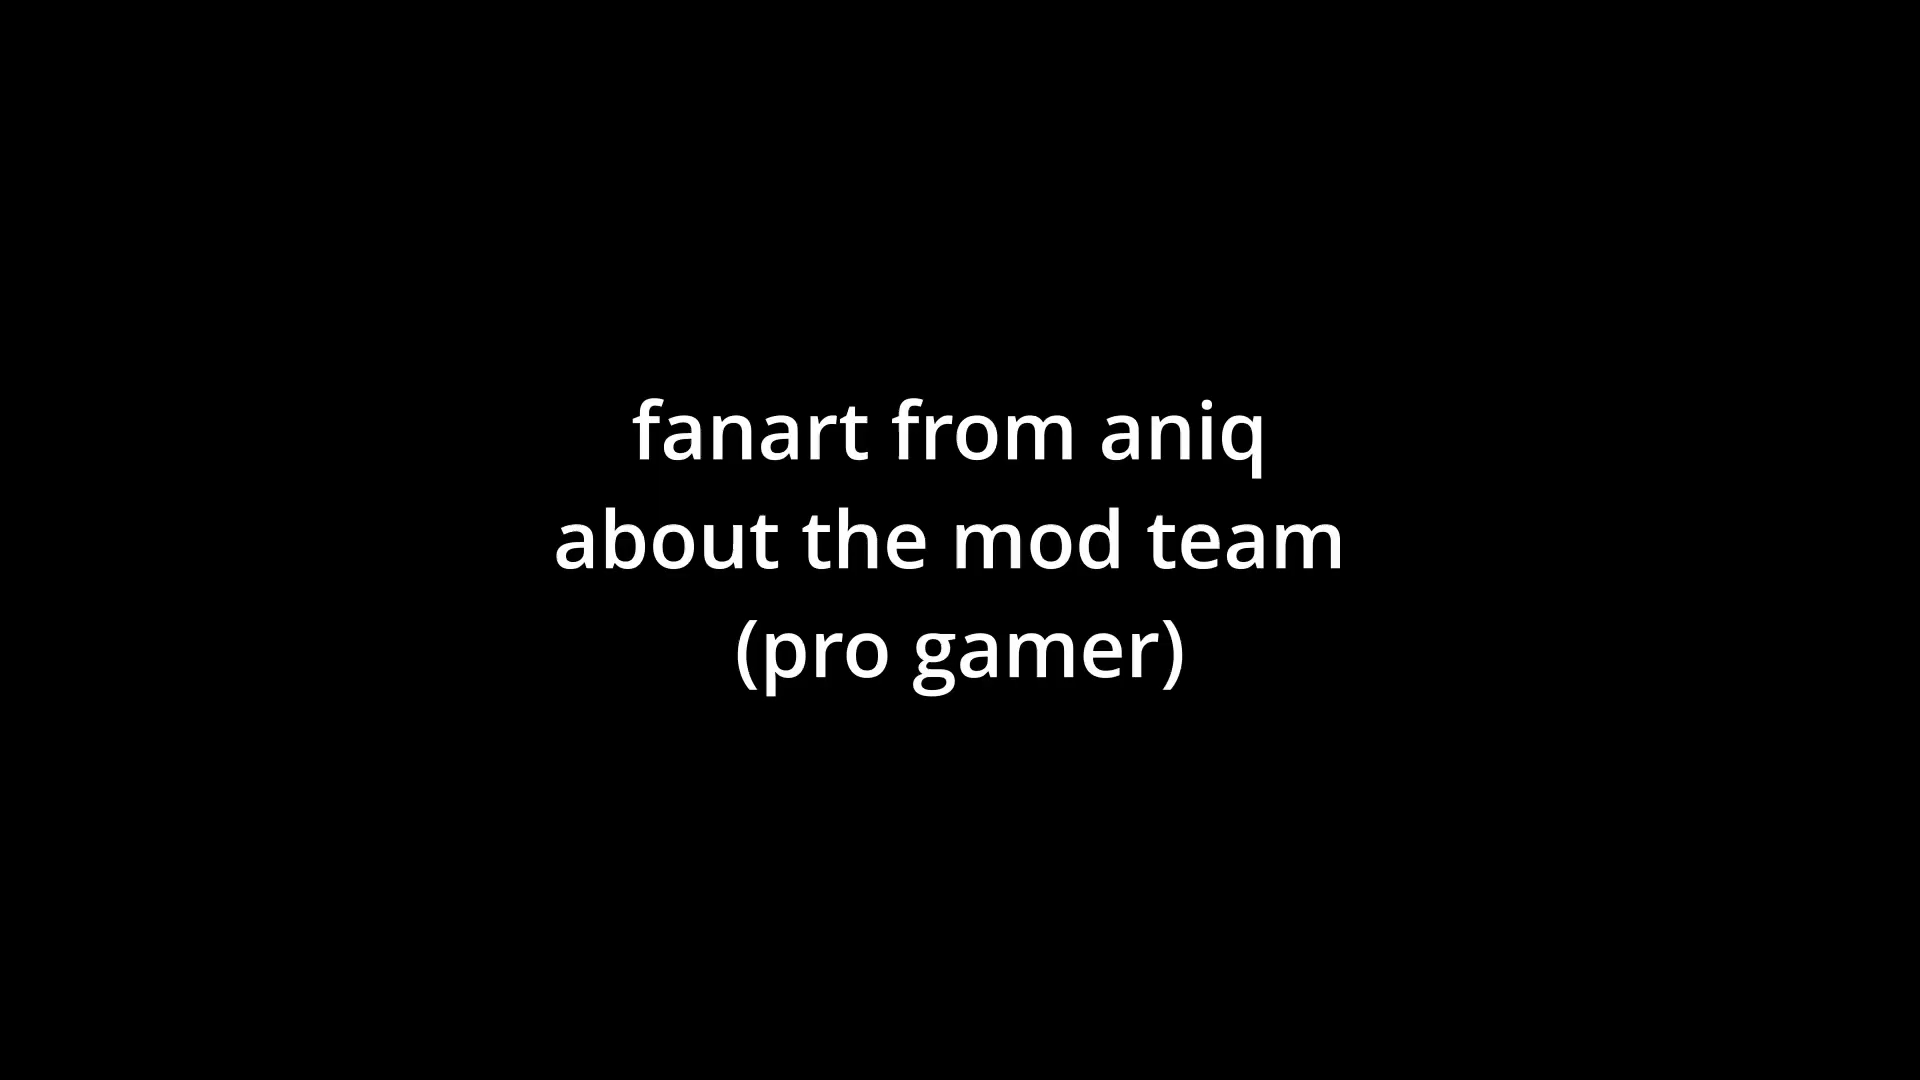 fanart from aniq
about the mod team
(pro gamer)